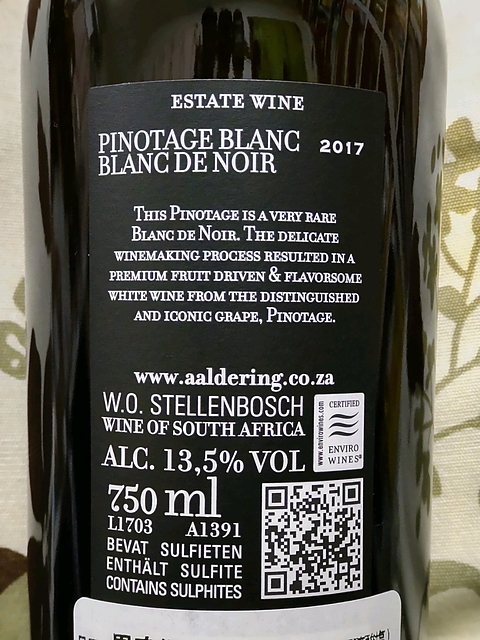 ESTATE WINE
PINOTAGE BLANC 2017
BLANC DE NOIR
THIS PINOTAGE IS A VERY RARE
BLANC DE NOIR. THE DELICATE
WINEMAKING PROCESS RESULTED IN A
PREMIUM FRUIT DRIVEN & FLAVORSOME
WHITE WINE FROM THE DISTINGUISHED
AND ICONIC GRAPE, PINOTAGE.
www.aaldering.co.za
W.O. STELLENBOSCH
WINE OF SOUTH AFRICA
ALC. 13,5% VOL
www.envirowines.com
CERTIFIED
ENVIRO
WINES®
750 ml
L1703 A1391
BEVAT SULFIETEN
ENTHÄLT SULFITE
CONTAINS SULPHITES